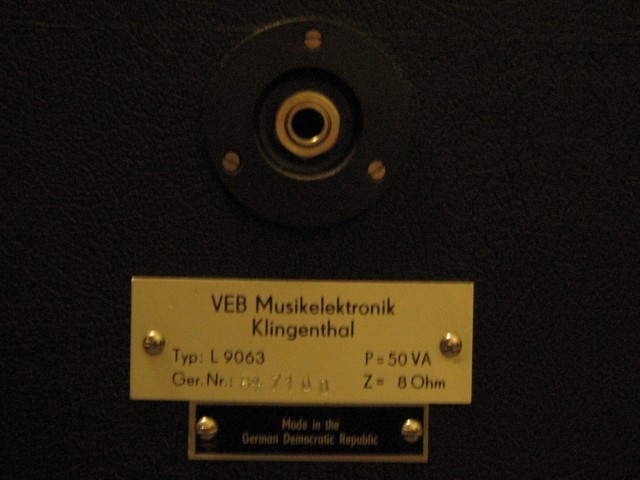 VEB Musikelektronik
Klingenthal
Typ: L 9063 P = 50 VA
Ger. Nr.: Z = 8 Ohm
Made in the
German Democratic Republic